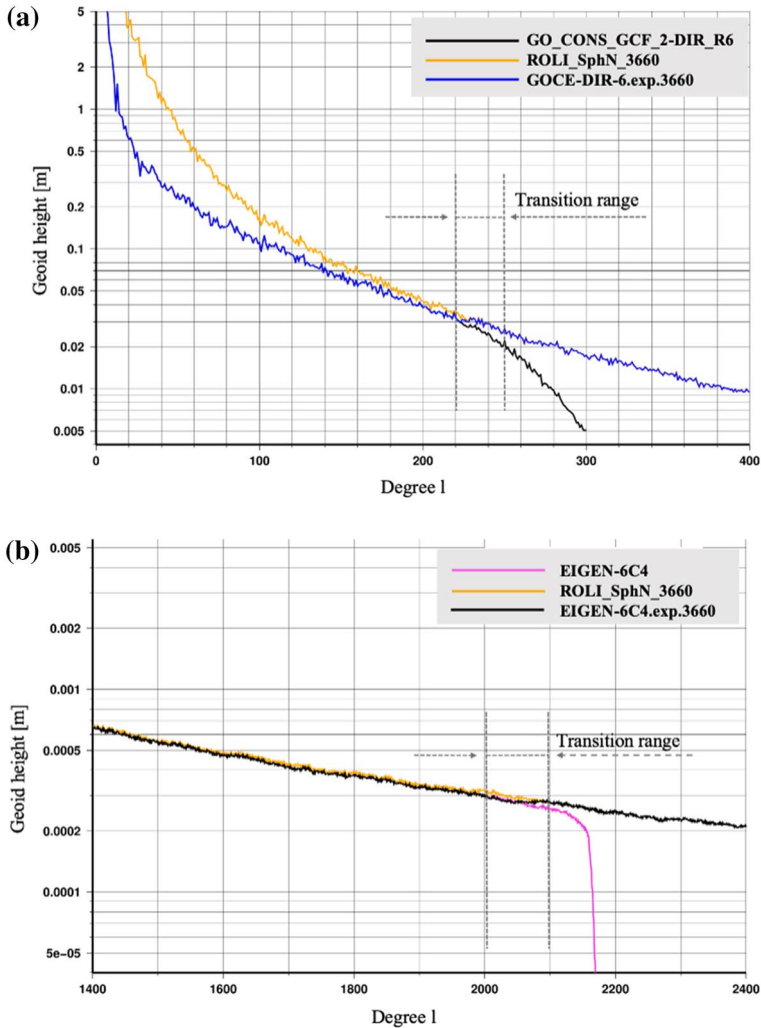 (a)
5
2
1
0.5
0.2
0.1
0.05
0.02
0.01
0.005
Geoid height [m]
GO_CONS_GCF_2-DIR_R6
ROLI_SphN_3660
GOCE-DIR-6.exp.3660
Transition range
0 100 200 300 400
Degree l
(b)
0.005
0.002
0.001
0.0005
0.0002
0.0001
5e-05
Geoid height [m]
EIGEN-6C4
ROLI_SphN_3660
EIGEN-6C4.exp.3660
Transition range
1400 1600 1800 2000 2200 2400
Degree l